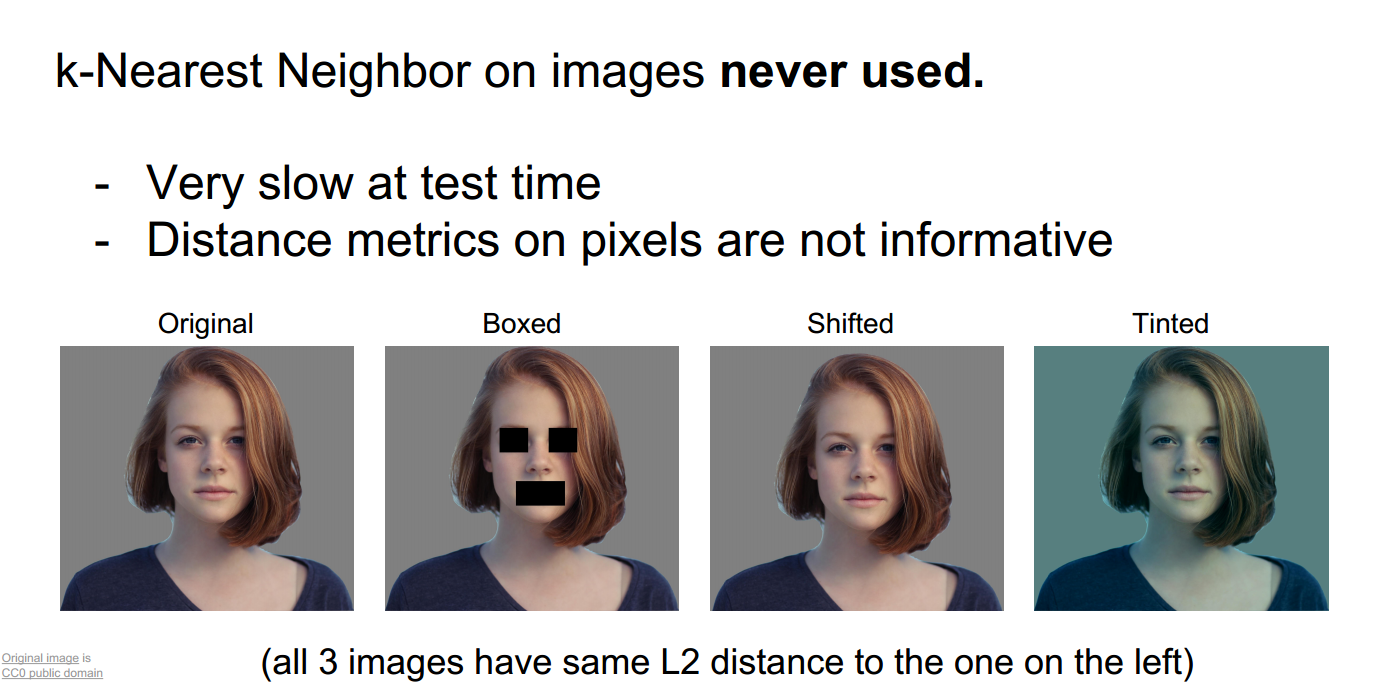 k-Nearest Neighbor on images never used.
- Very slow at test time
- Distance metrics on pixels are not informative
Original Boxed Shifted Tinted
Original image is
CC0 public domain
(all 3 images have same L2 distance to the one on the left)